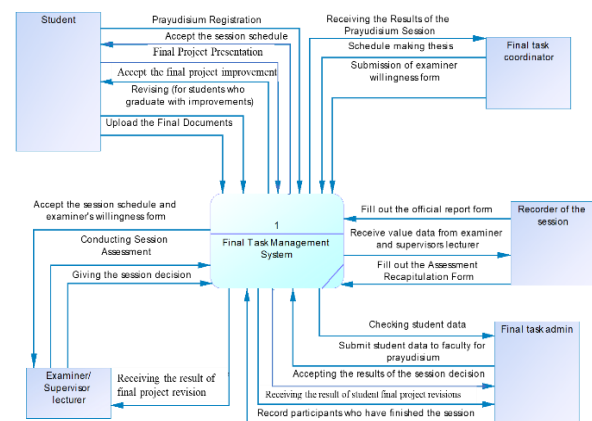 Student
Prayudisium Registration
Accept the session schedule
Final Project Presentation
Accept the final project improvement
Revising (for students who
graduate with improvements)
Upload the Final Documents
Receiving the Results of the
Prayudisium Session
Schedule making thesis
Submission of examiner
willingness form
Final task
coordinator
Accept the session schedule and
examiner's willingness form
Conducting Session
Assessment
Giving the session decision
1
Final Task Management
System
Fill out the official report form
Receive value data from examiner
and supervisors lecturer
Fill out the Assessment
Recapitulation Form
Recorder of the
session
Examiner/
Supervisor
lecturer
Receiving the result of
final project revision
Checking student data
Submit student data to faculty for
prayudisium
Accepting the results of the session decision
Receiving the result of student final project revisions
Record participants who have finished the session
Final task admin